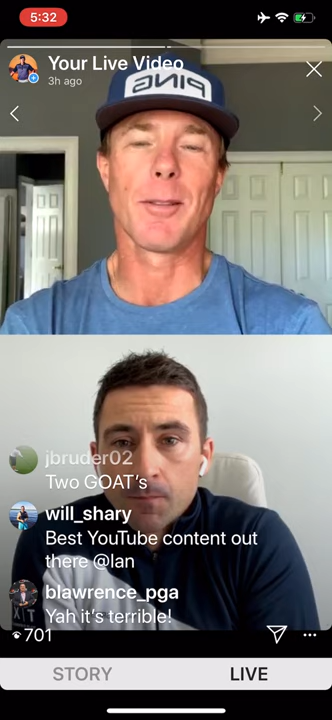 5:32
Your Live Video
3h ago
PING
jbruder02
Two GOAT's
will_shary
Best YouTube content out
there @Ian
blawrence_pga
Yah it's terrible!
701
STORY
LIVE